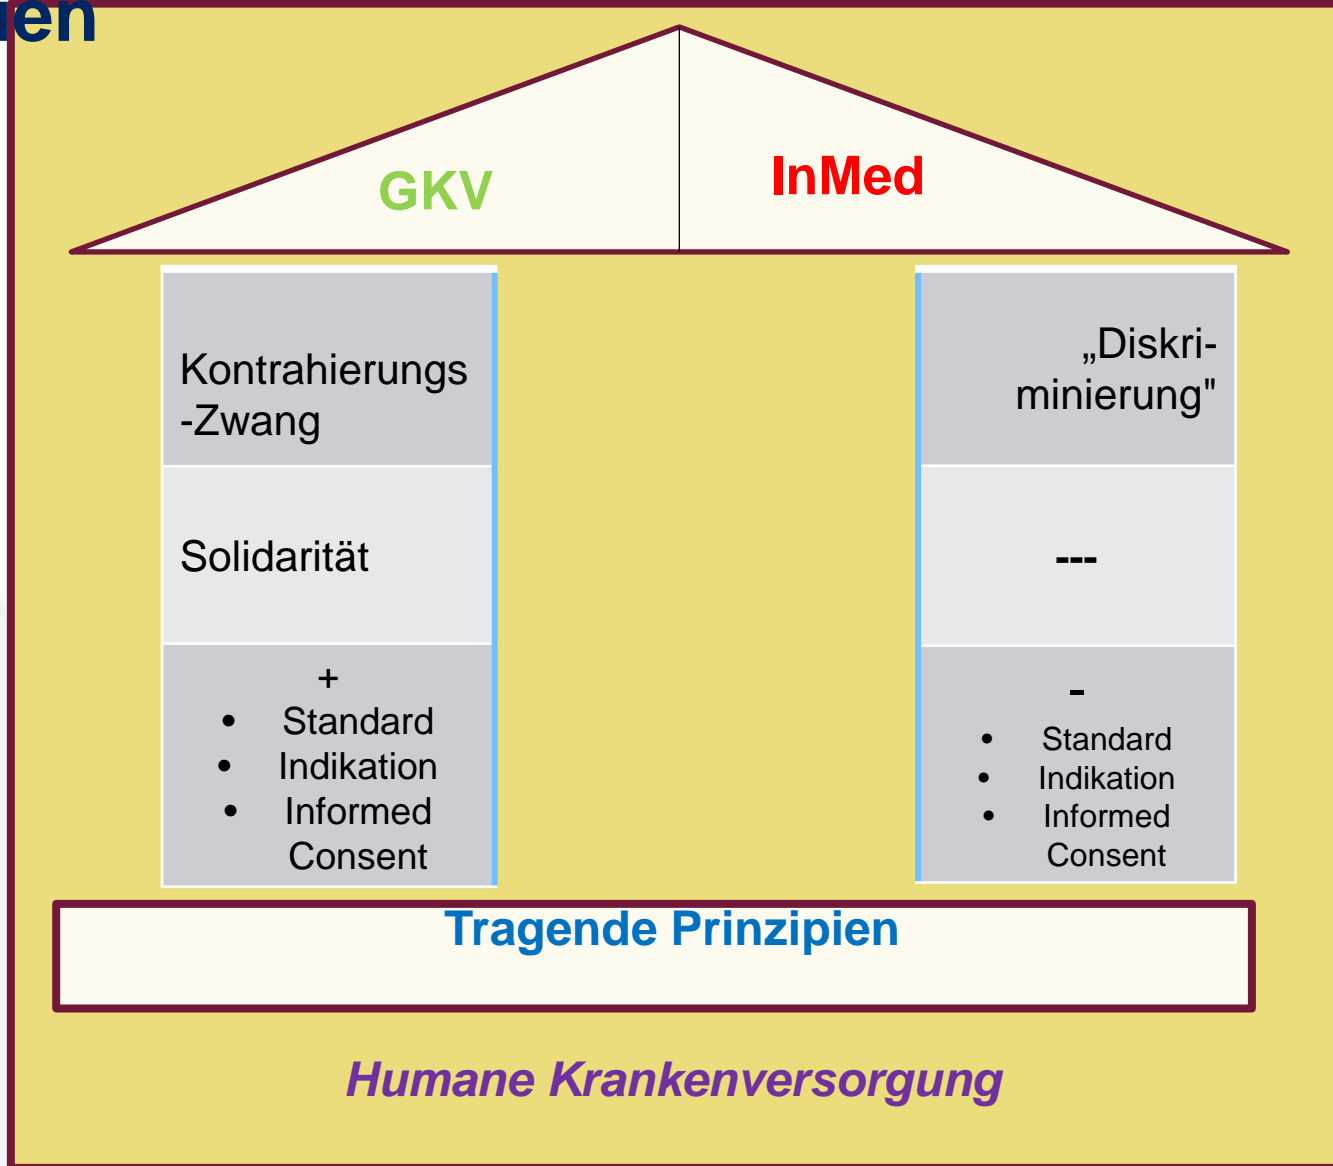 en
GKV
InMed
Kontrahierungs
-Zwang
Solidarität
+
• Standard
• Indikation
• Informed
Consent
„Diskri-
minierung"
---
-
• Standard
• Indikation
• Informed
Consent
Tragende Prinzipien
Humane Krankenversorgung